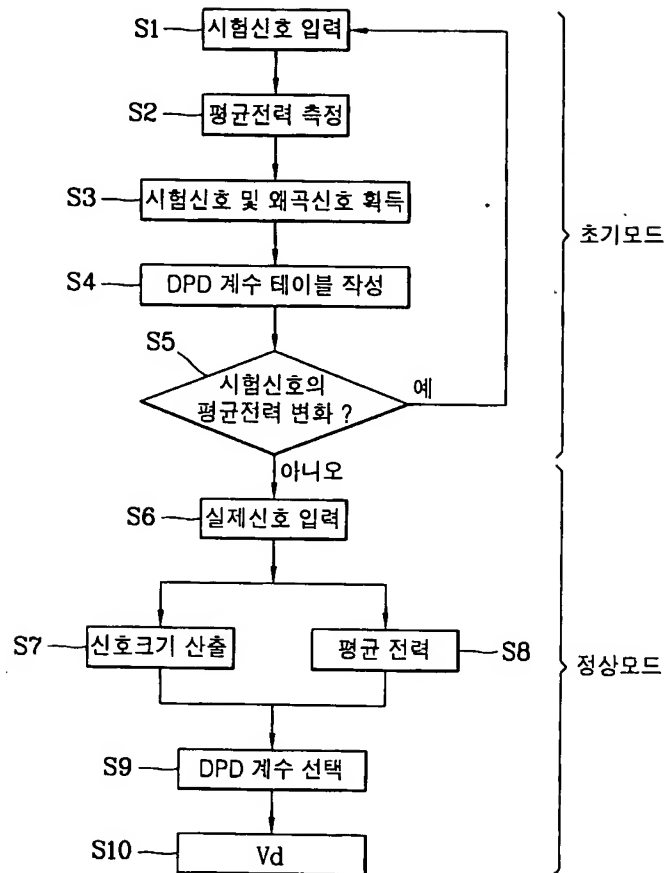 S1
시험신호 입력
S2
평균전력 측정
S3
시험신호 및 왜곡신호 획득
S4
DPD 계수 테이블 작성
S5
시험신호의
평균전력 변화 ?
예
아니오
초기모드
S6
실제신호 입력
S7
신호크기 산출
평균 전력
S8
S9
DPD 계수 선택
S10
Vd
정상모드